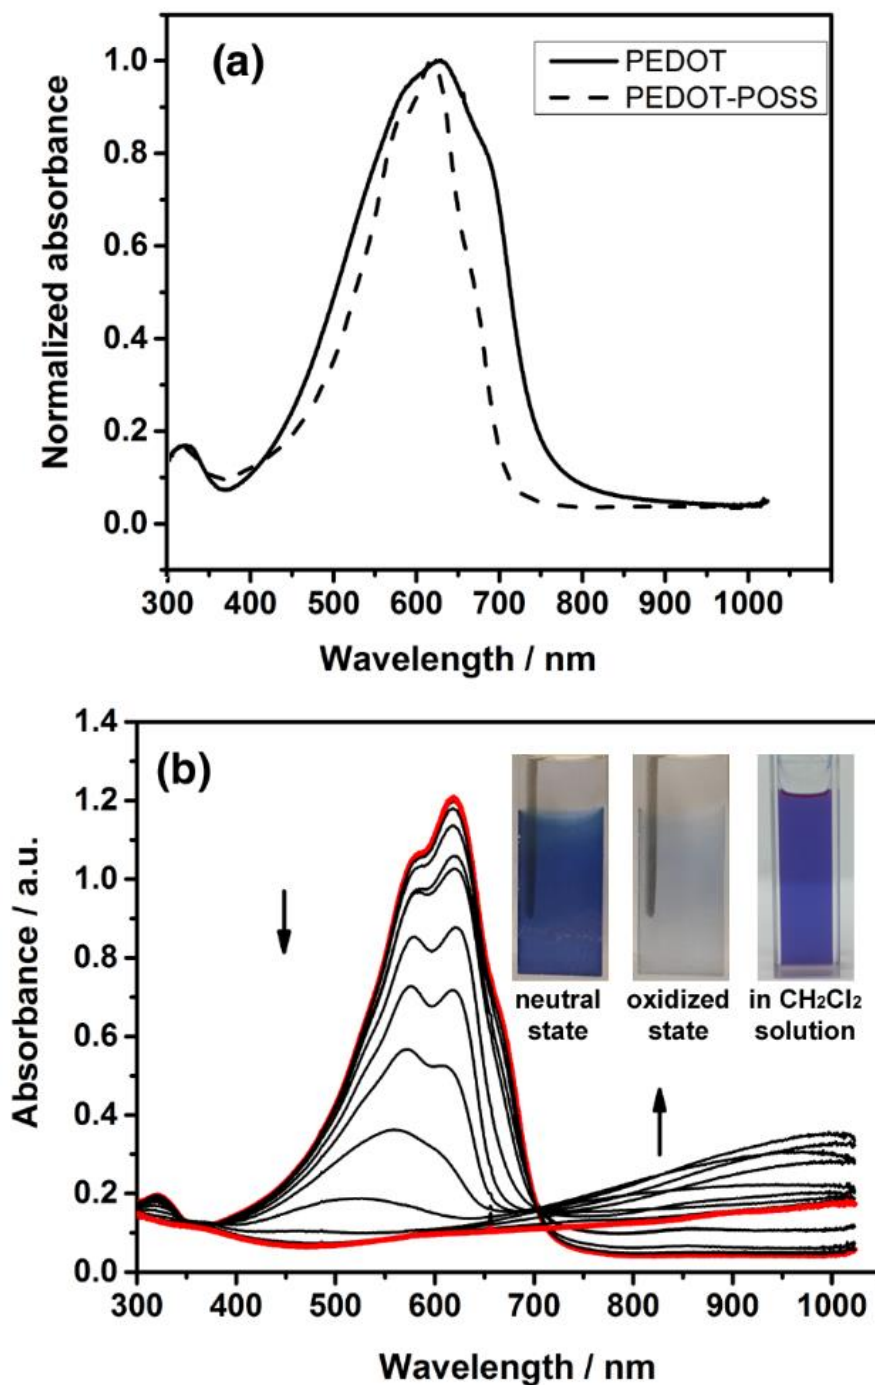 (a)
PEDOT
PEDOT-POSS
Normalized absorbance
1.0
0.8
0.6
0.4
0.2
0.0
300 400 500 600 700 800 900 1000
Wavelength / nm
(b)
Absorbance / a.u.
1.4
1.2
1.0
0.8
0.6
0.4
0.2
0.0
neutral state
oxidized state
in CH₂Cl₂ solution
300 400 500 600 700 800 900 1000
Wavelength / nm